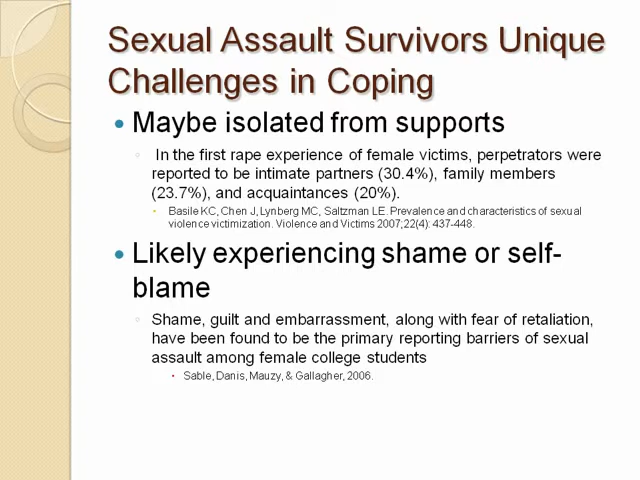 Sexual Assault Survivors Unique
Challenges in Coping
Maybe isolated from supports
In the first rape experience of female victims, perpetrators were
reported to be intimate partners (30.4%), family members
(23.7%), and acquaintances (20%).
Basile KC, Chen J, Lynberg MC, Saltzman LE. Prevalence and characteristics of sexual
violence victimization. Violence and Victims 2007;22(4): 437-448.
Likely experiencing shame or self-
blame
Shame, guilt and embarrassment, along with fear of retaliation,
have been found to be the primary reporting barriers of sexual
assault among female college students
Sable, Danis, Mauzy, & Gallagher, 2006.